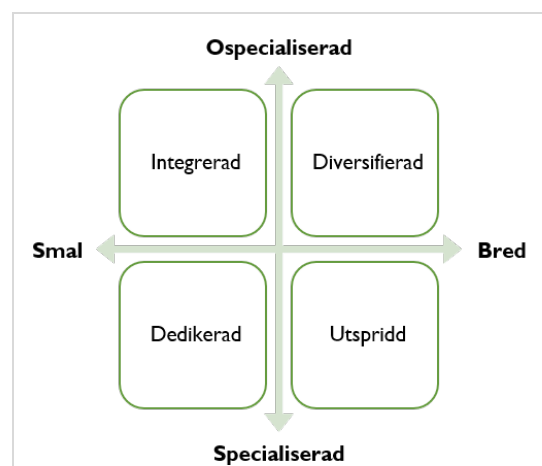 Ospecialiserad
Integrerad
Diversifierad
Smal
Bred
Dedikerad
Utspridd
Specialiserad